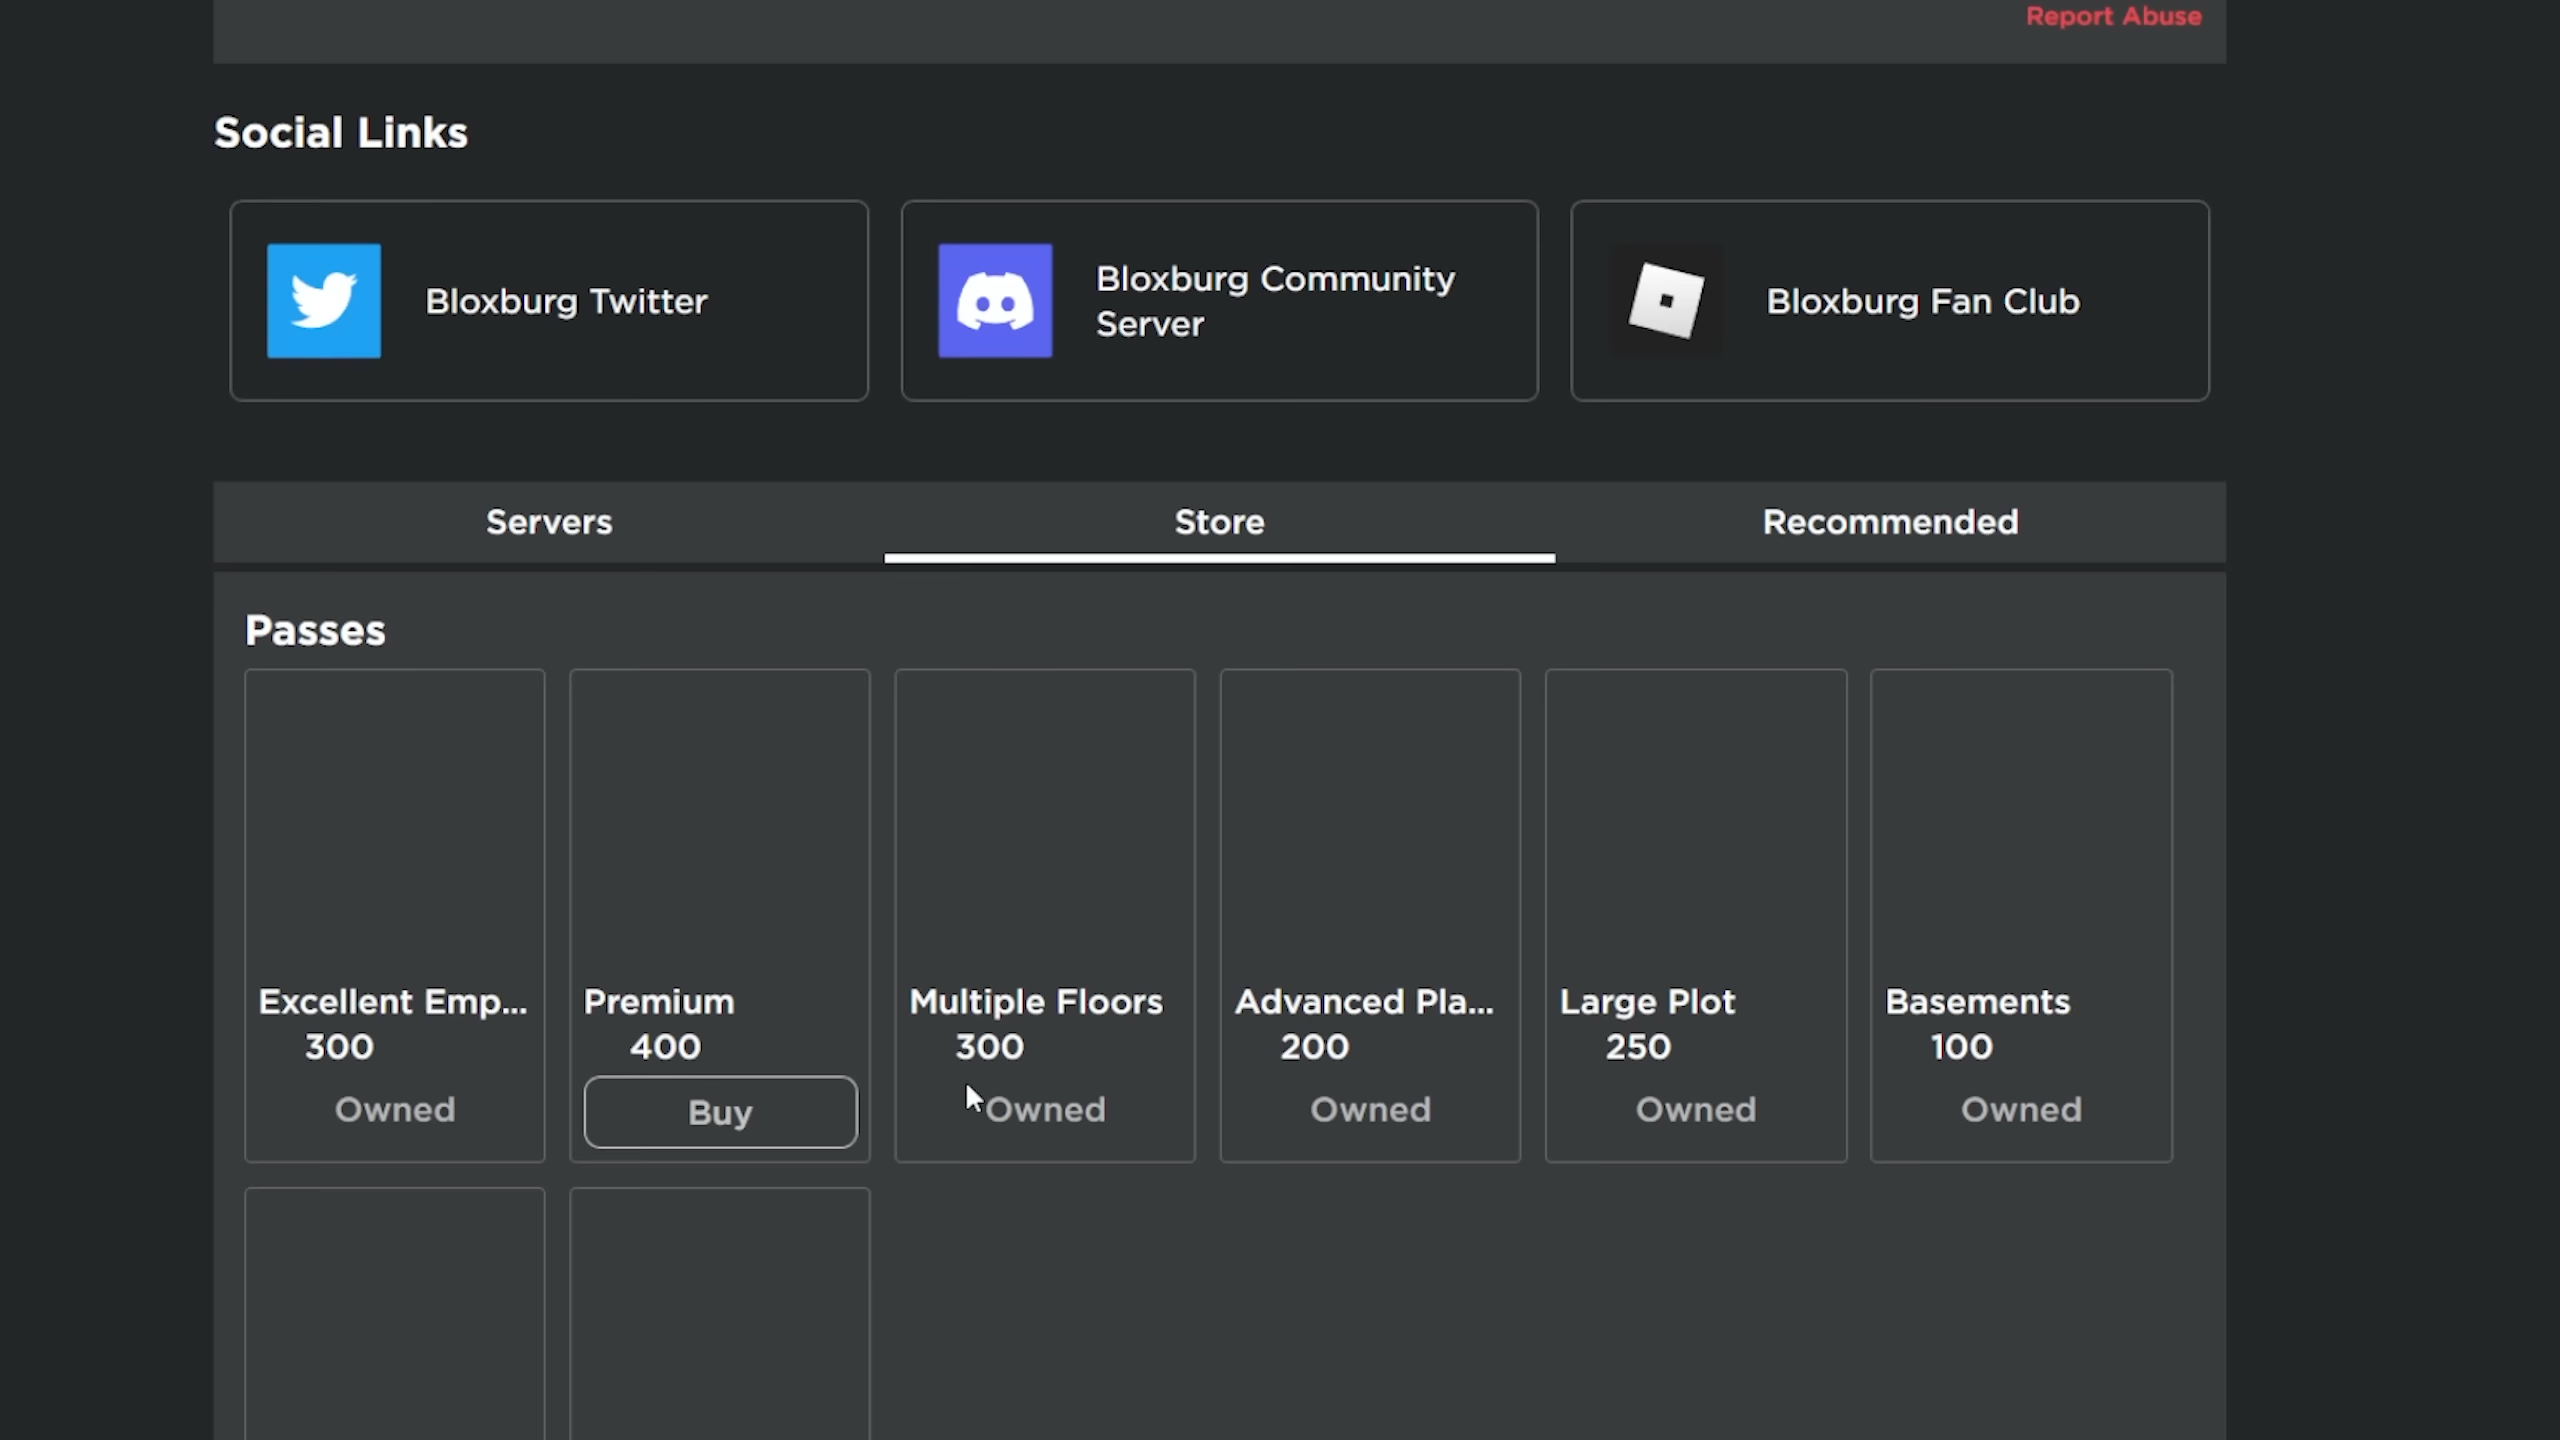 Report Abuse
Social Links
Bloxburg Twitter
Bloxburg Community
Server
Bloxburg Fan Club
Servers
Store
Recommended
Passes
Excellent Emp...
300
Owned
Premium
400
Buy
Multiple Floors
300
Owned
Advanced Pla...
200
Owned
Large Plot
250
Owned
Basements
100
Owned